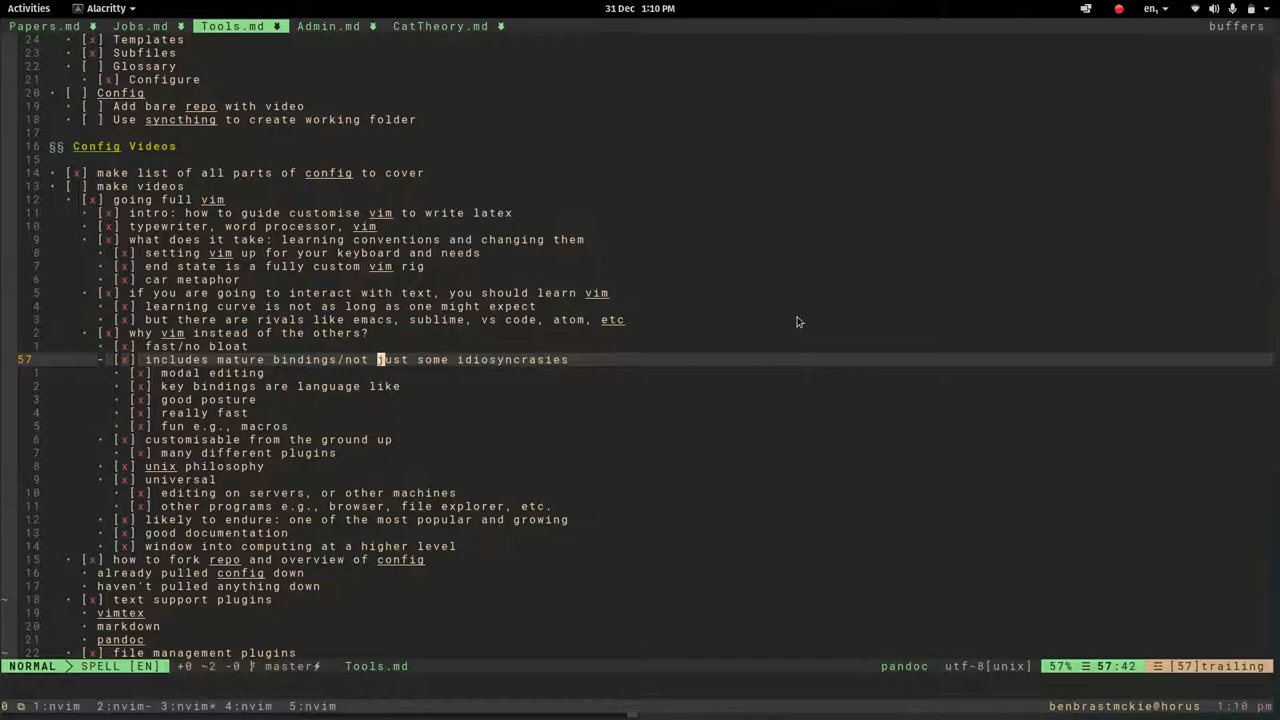 Activities Alacritty 31 Dec 1:10 PM en₁
Papers.md Jobs.md Tools.md Admin.md CatTheory.md buffers
24 · [x] Templates
23 · [x] Subfiles
22 · [ ] Glossary
21 · [x] Configure
20 · [ ] Config
19 · [ ] Add bare repo with video
18 · [ ] Use syncthing to create working folder
17
16 §§ Config Videos
15
14 · [x] make list of all parts of config to cover
13 · [ ] make videos
12 · [x] going full vim
11 · [x] intro: how to guide customise vim to write latex
10 · [x] typewriter, word processor, vim
9 · [x] what does it take: learning conventions and changing them
8 · [x] setting vim up for your keyboard and needs
7 · [x] end state is a fully custom vim rig
6 · [x] car metaphor
5 · [x] if you are going to interact with text, you should learn vim
4 · [x] learning curve is not as long as one might expect
3 · [x] but there are rivals like emacs, sublime, vs code, atom, etc
2 · [x] why vim instead of the others?
1 · [x] fast/no bloat
57 - [x] includes mature bindings/not just some idiosyncrasies
1 · [x] modal editing
2 · [x] key bindings are language like
3 · [x] good posture
4 · [x] really fast
5 · [x] fun e.g., macros
6 · [x] customisable from the ground up
7 · [x] many different plugins
8 · [x] unix philosophy
9 · [x] universal
10 · [x] editing on servers, or other machines
11 · [x] other programs e.g., browser, file explorer, etc.
12 · [x] likely to endure: one of the most popular and growing
13 · [x] good documentation
14 · [x] window into computing at a higher level
15 · [x] how to fork repo and overview of config
16 · already pulled config down
17 · haven't pulled anything down
~ 18 · [x] text support plugins
19 · vimtex
20 · markdown
21 · pandoc
~ 22 · [x] file management plugins
NORMAL SPELL [EN] +0 ~2 -0 master⚡ Tools.md pandoc utf-8[unix] 57% ☰ 57:42 ☲ [57]trailing
0 1:nvim 2:nvim- 3:nvim* 4:nvim 5:nvim benbrastmckie@horus 1:10 pm